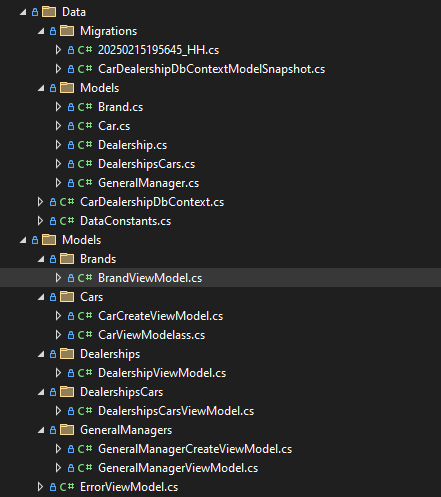 Data
Migrations
C# 20250215195645_HH.cs
C# CarDealershipDbContextModelSnapshot.cs
Models
C# Brand.cs
C# Car.cs
C# Dealership.cs
C# DealershipsCars.cs
C# GeneralManager.cs
C# CarDealershipDbContext.cs
C# DataConstants.cs
Models
Brands
C# BrandViewModel.cs
Cars
C# CarCreateViewModel.cs
C# CarViewModelass.cs
Dealerships
C# DealershipViewModel.cs
DealershipsCars
C# DealershipsCarsViewModel.cs
GeneralManagers
C# GeneralManagerCreateViewModel.cs
C# GeneralManagerViewModel.cs
C# ErrorViewModel.cs